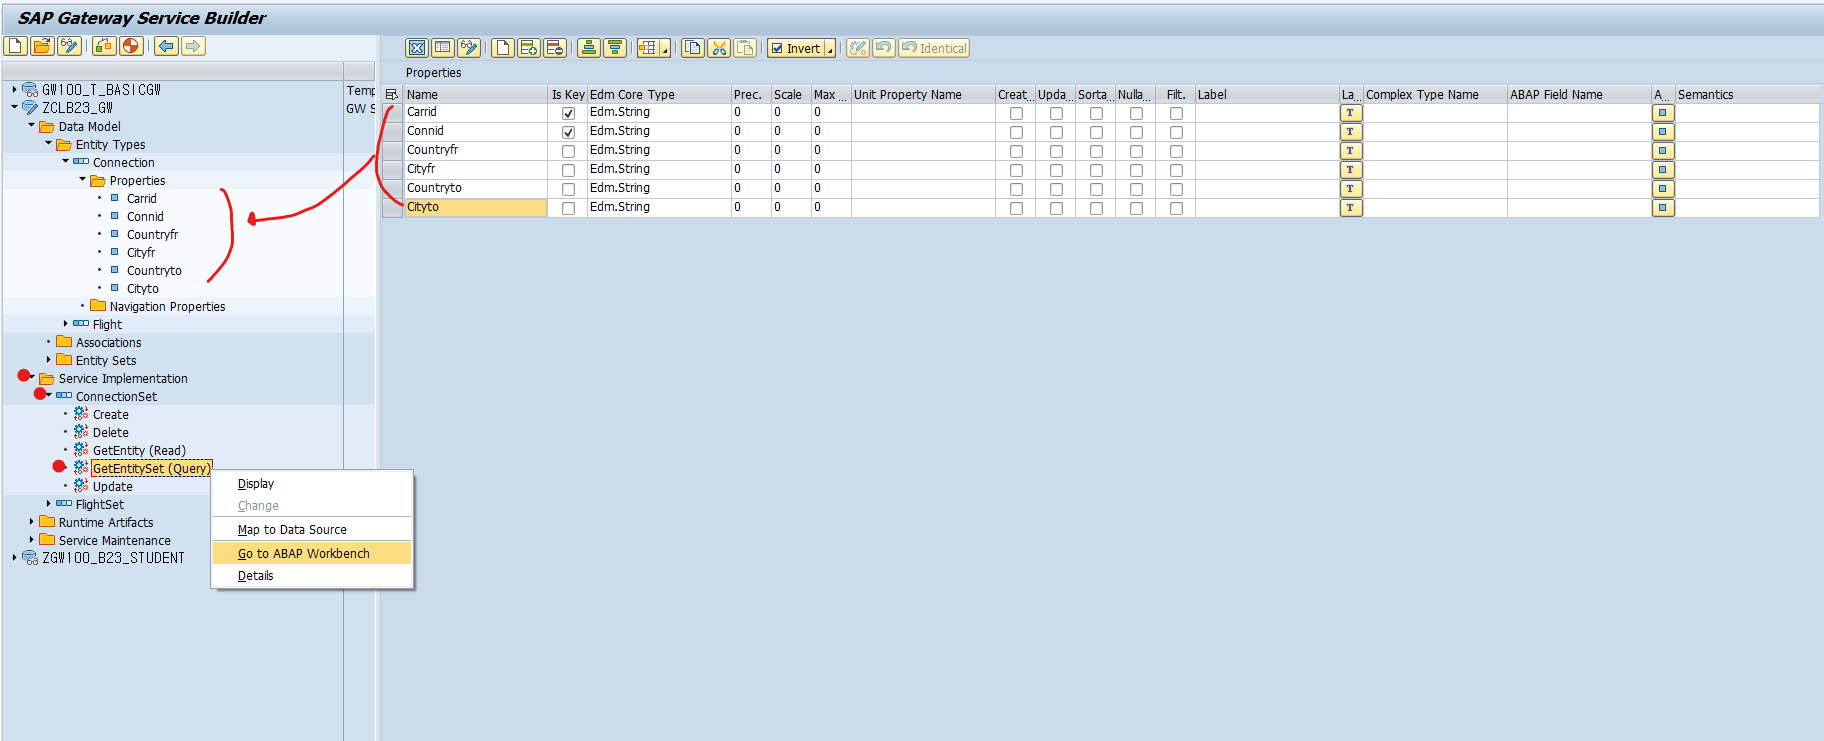 SAP Gateway Service Builder
Invert
Identical
Properties
GW100_T_BASICGW Temp
ZCLB23_GW GW S
Data Model
Entity Types
Connection
Properties
Carrid
Connid
Countryfr
Cityfr
Countryto
Cityto
Navigation Properties
Flight
Associations
Entity Sets
Service Implementation
ConnectionSet
Create
Delete
GetEntity (Read)
GetEntitySet (Query)
Update
FlightSet
Runtime Artifacts
Service Maintenance
ZGW100_B23_STUDENT
Display
Change
Map to Data Source
Go to ABAP Workbench
Details
Name Is Key Edm Core Type Prec. Scale Max ... Unit Property Name Creat... Upda... Sorta... Nulla... Filt. Label La... Complex Type Name ABAP Field Name A... Semantics
Carrid Edm.String 0 0 0 T
Connid Edm.String 0 0 0 T
Countryfr Edm.String 0 0 0 T
Cityfr Edm.String 0 0 0 T
Countryto Edm.String 0 0 0 T
Cityto Edm.String 0 0 0 T